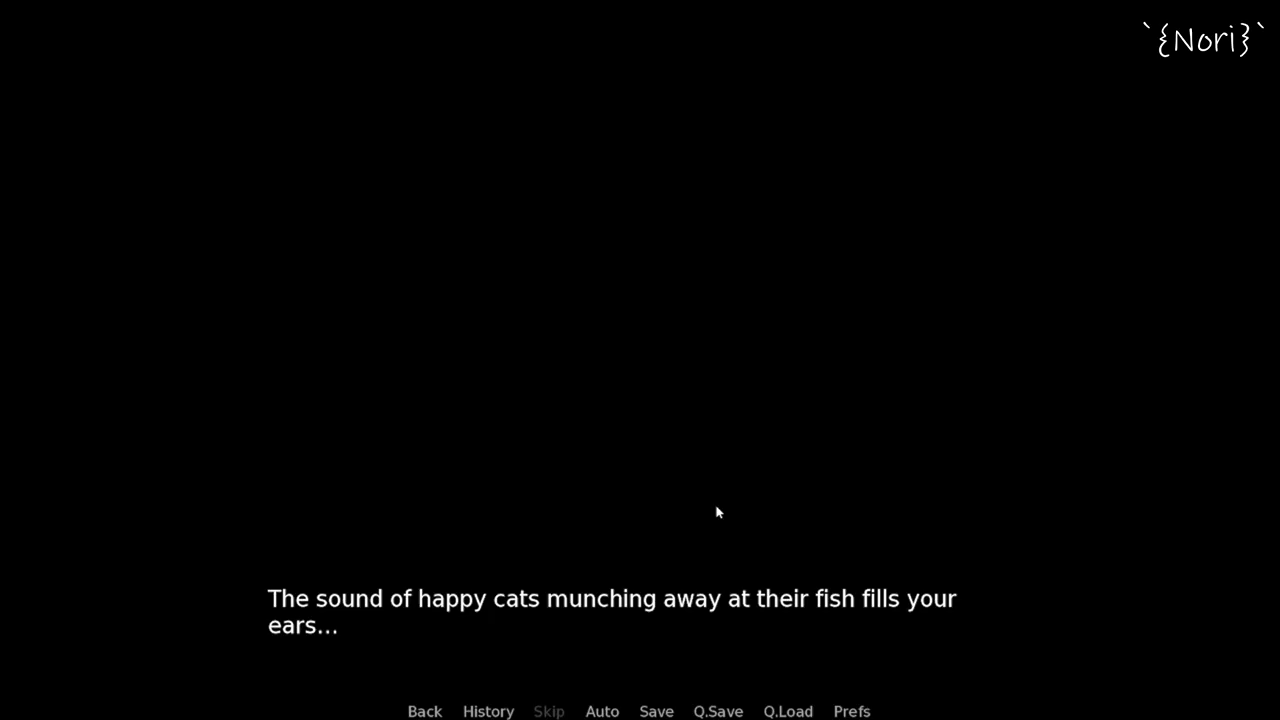 `{Nori}`
The sound of happy cats munching away at their fish fills your
ears...
Back History Skip Auto Save Q.Save Q.Load Prefs